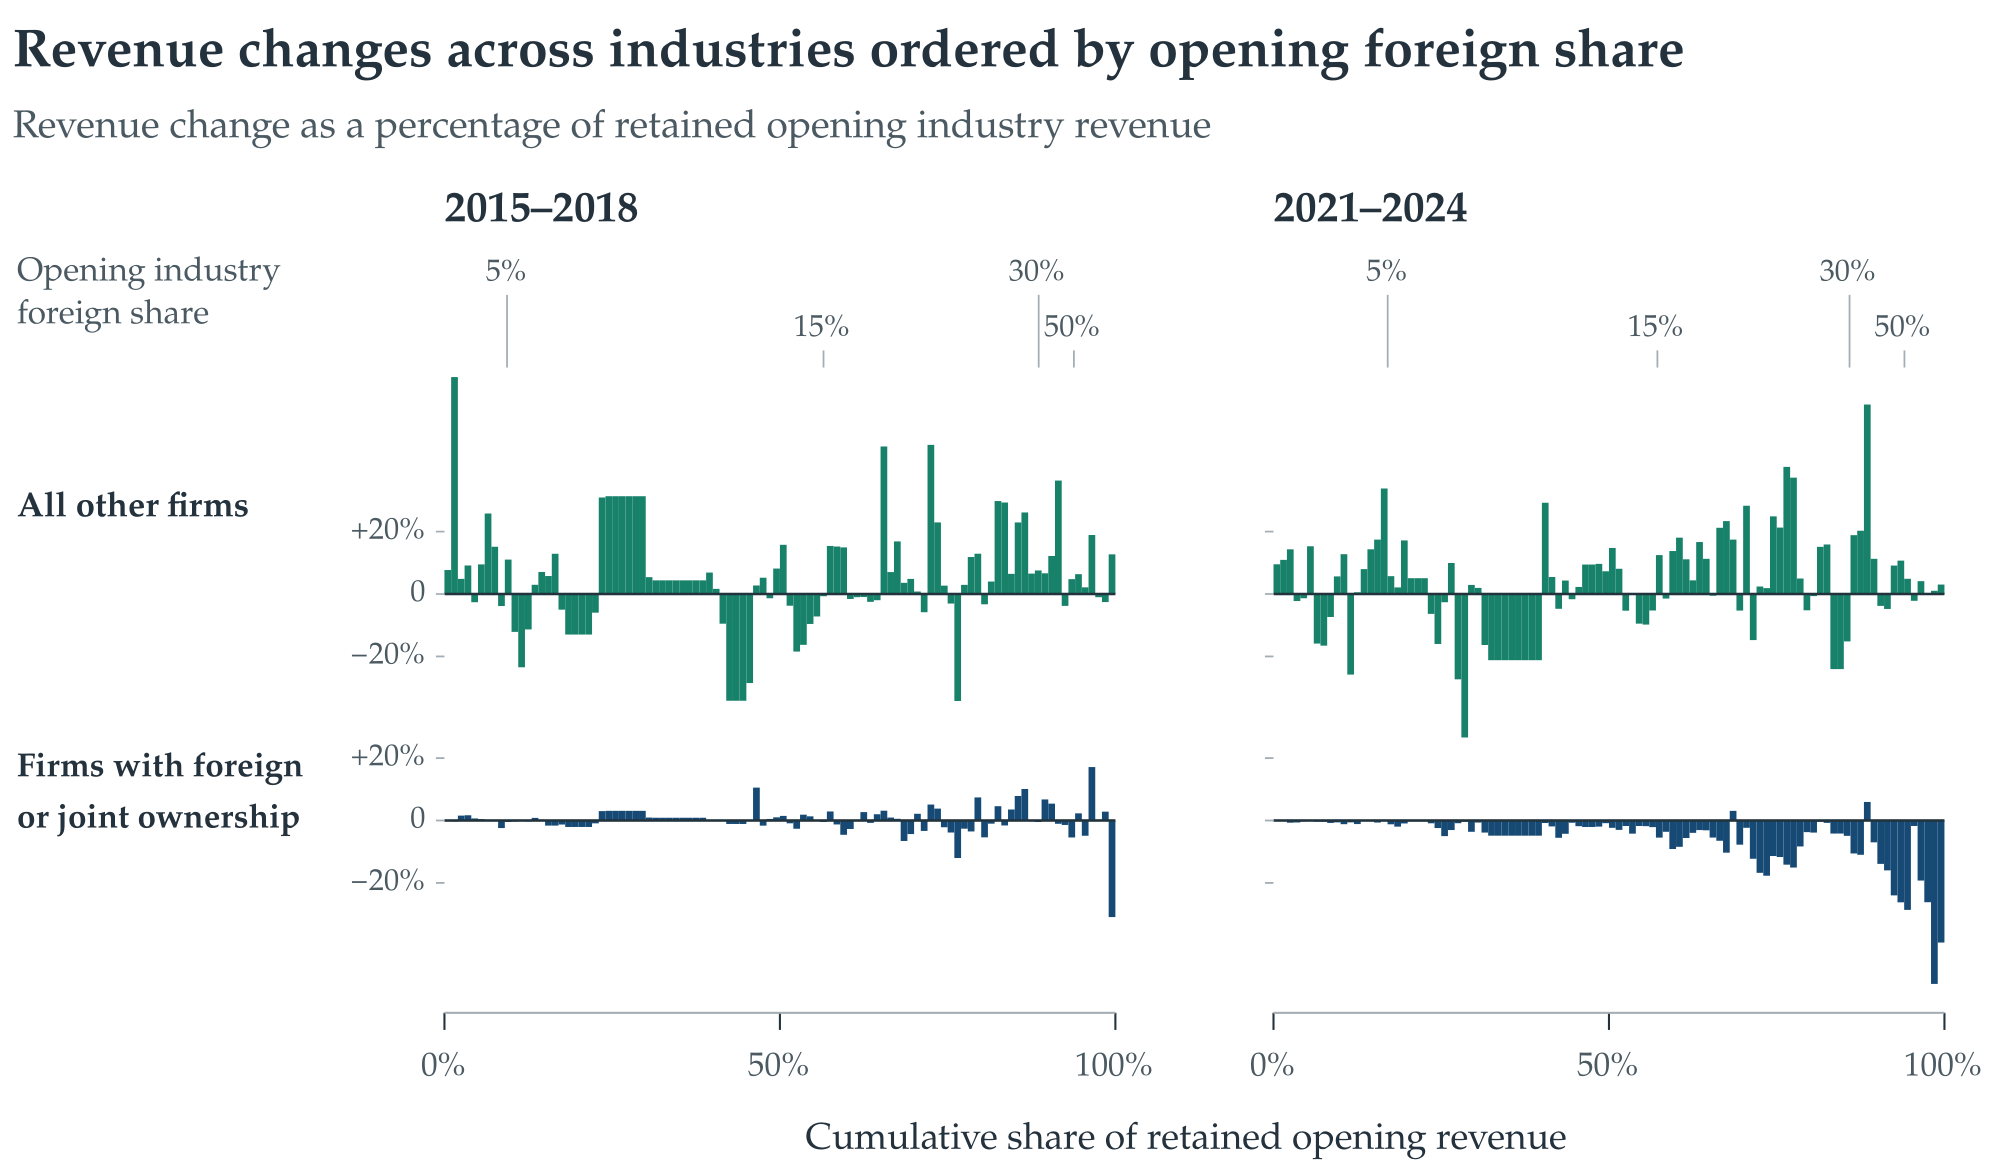 Revenue changes across industries ordered by opening foreign share
Revenue change as a percentage of retained opening industry revenue
2015–2018
2021–2024
Opening industry
foreign share
5%
15%
30%
50%
5%
15%
30%
50%
All other firms
+20%
0
−20%
Firms with foreign
or joint ownership
+20%
0
−20%
0%
50%
100%
0%
50%
100%
Cumulative share of retained opening revenue